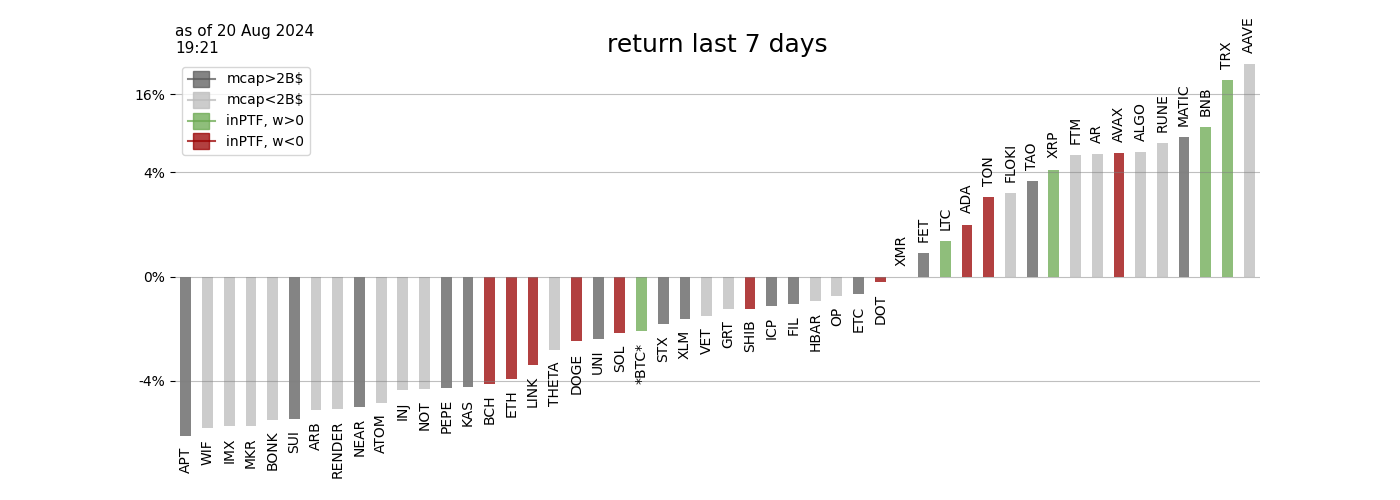 as of 20 Aug 2024
19:21
return last 7 days
mcap>2B$
mcap<2B$
inPTF, w>0
inPTF, w<0
16%
4%
0%
-4%
APT
WIF
IMX
MKR
BONK
SUI
ARB
RENDER
NEAR
ATOM
INJ
NOT
PEPE
KAS
BCH
ETH
LINK
THETA
DOGE
UNI
SOL
*BTC*
STX
XLM
VET
GRT
SHIB
ICP
FIL
HBAR
OP
ETC
DOT
XMR
FET
LTC
ADA
TON
FLOKI
TAO
XRP
FTM
AR
AVAX
ALGO
RUNE
MATIC
BNB
TRX
AAVE